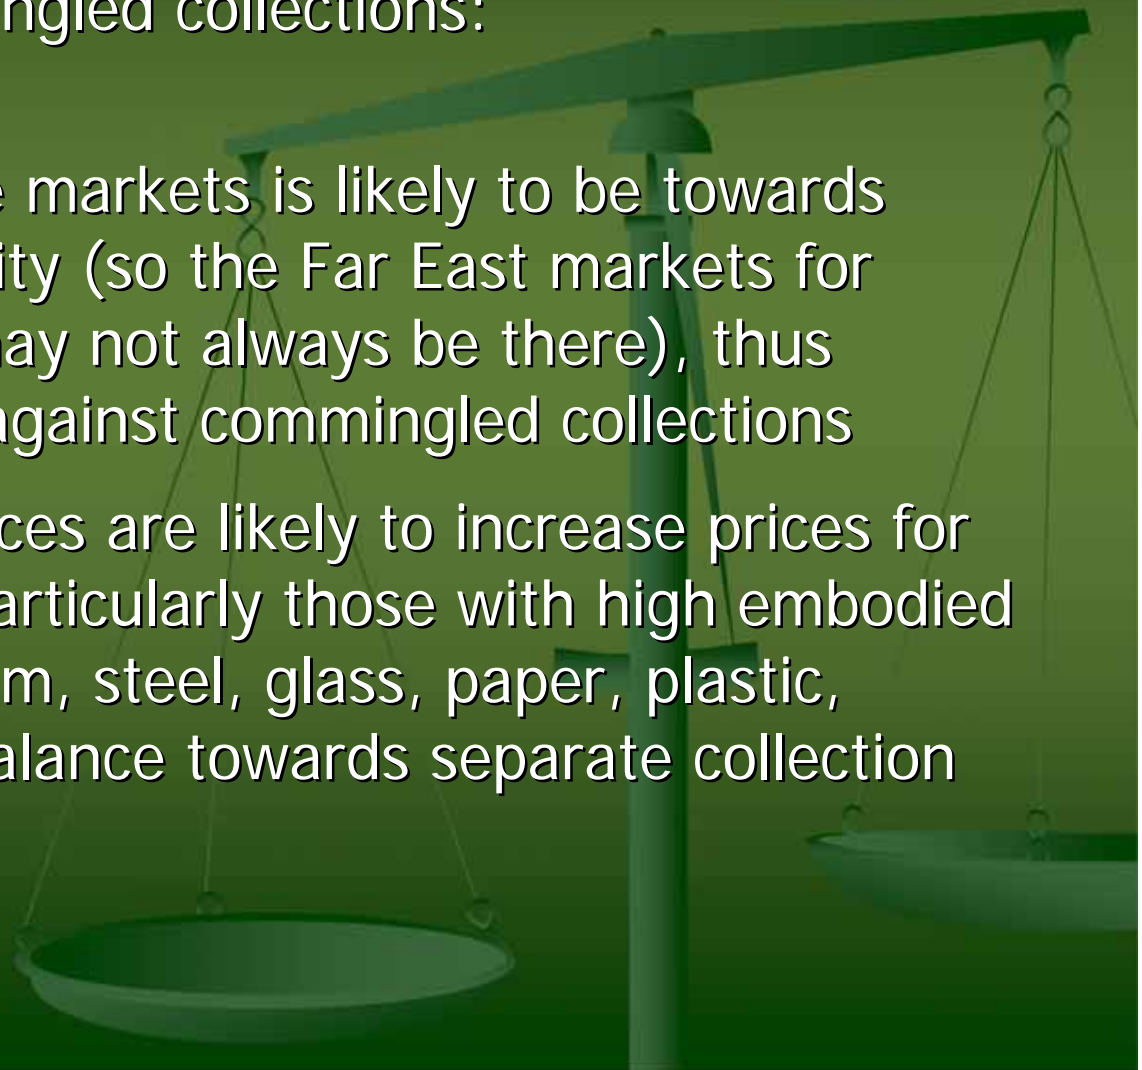 ngled collections:
e markets is likely to be towards
ity (so the Far East markets for
may not always be there), thus
against commingled collections
ces are likely to increase prices for
articularly those with high embodied
m, steel, glass, paper, plastic,
alance towards separate collection